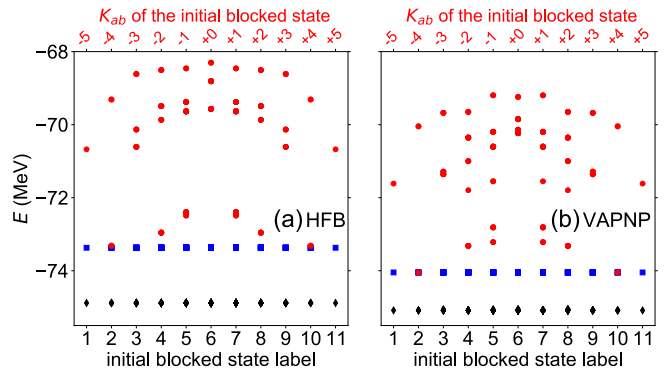 K_ab of the initial blocked state K_ab of the initial blocked state
-5 -4 -3 -2 -1 +0 +1 +2 +3 +4 +5 -5 -4 -3 -2 -1 +0 +1 +2 +3 +4 +5
−68
−70
−72
−74
E (MeV)
(a) HFB
(b) VAPNP
1 2 3 4 5 6 7 8 9 10 11 1 2 3 4 5 6 7 8 9 10 11
initial blocked state label initial blocked state label